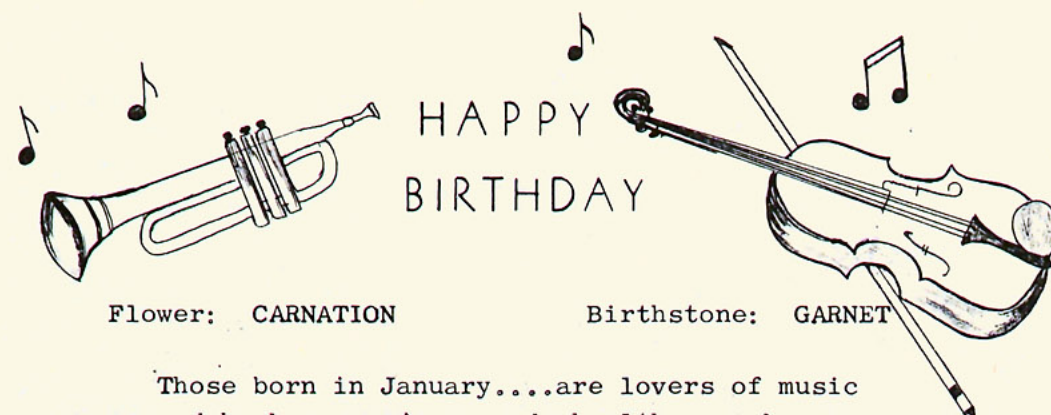 HAPPY
BIRTHDAY
Flower: CARNATION Birthstone: GARNET
Those born in January....are lovers of music